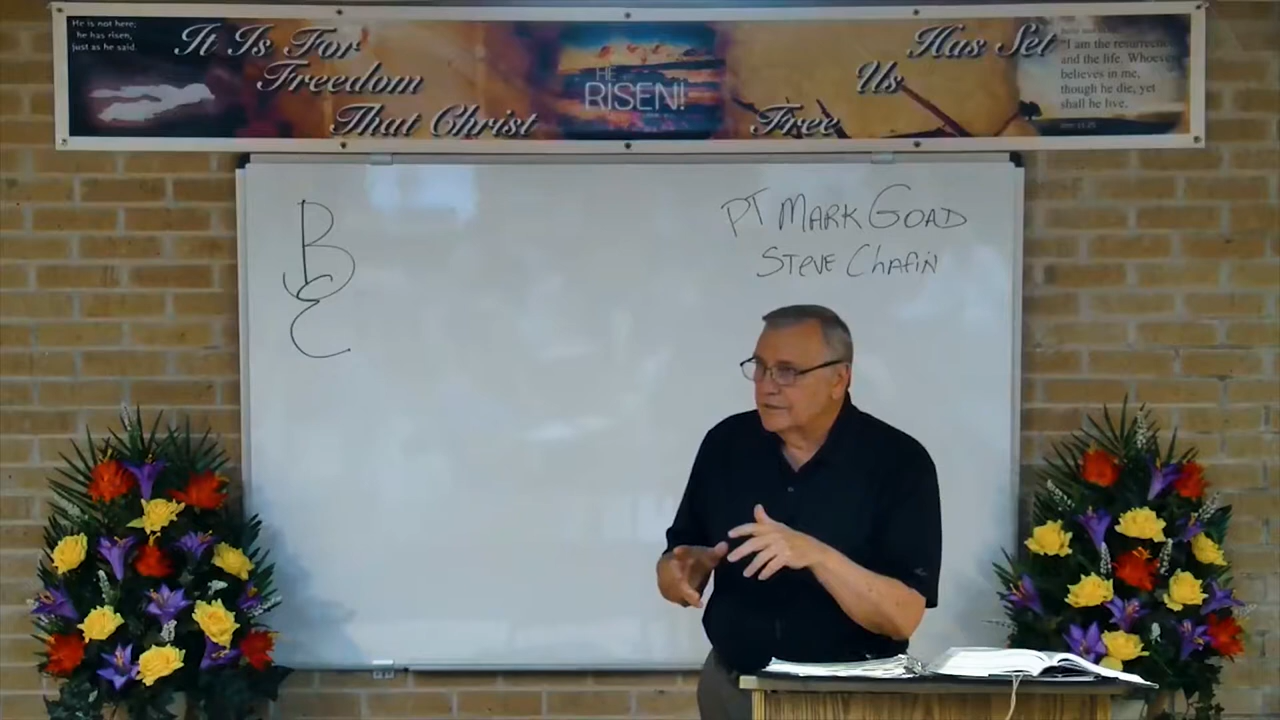 He is not here;
he has risen,
just as he said.
It Is For
Freedom
That Christ
HE
RISEN!
Has Set
Us
Free
"I am the resurrection
and the life. Whoever
believes in me,
though he die, yet
shall he live.
B
C
PT MARK GOAD
STEVE Chafin